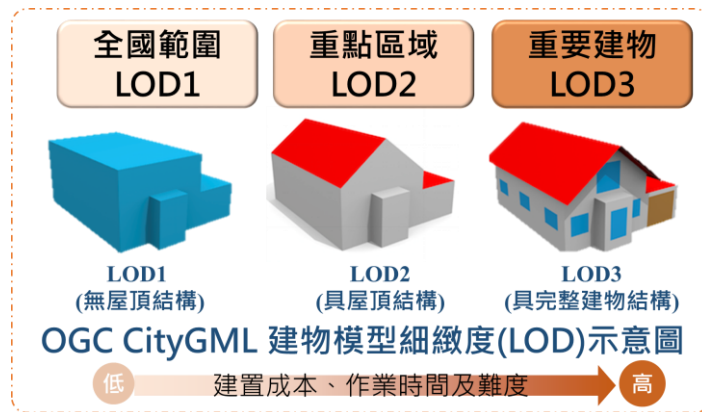 全國範圍
LOD1
重點區域
LOD2
重要建物
LOD3
LOD1
(無屋頂結構)
LOD2
(具屋頂結構)
LOD3
(具完整建物結構)
OGC CityGML 建物模型細緻度(LOD)示意圖
低 建置成本、作業時間及難度 高